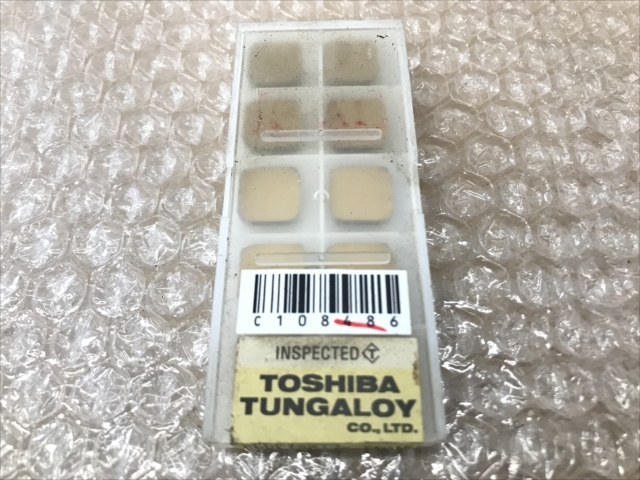 C108486
INSPECTED T
TOSHIBA
TUNGALOY
CO., LTD.